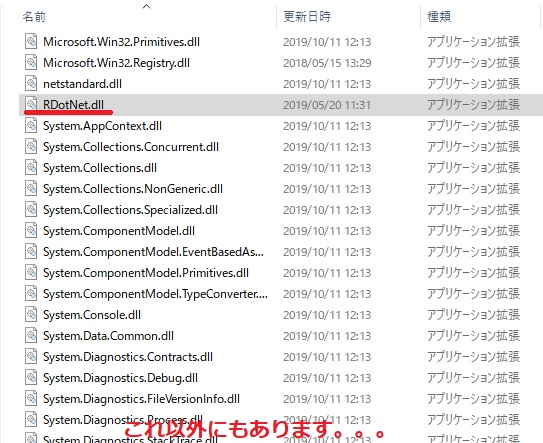 名前 更新日時 種類
Microsoft.Win32.Primitives.dll 2019/10/11 12:13 アプリケーション拡張
Microsoft.Win32.Registry.dll 2018/05/15 13:29 アプリケーション拡張
netstandard.dll 2019/10/11 12:13 アプリケーション拡張
RDotNet.dll 2019/05/20 11:31 アプリケーション拡張
System.AppContext.dll 2019/10/11 12:13 アプリケーション拡張
System.Collections.Concurrent.dll 2019/10/11 12:13 アプリケーション拡張
System.Collections.dll 2019/10/11 12:13 アプリケーション拡張
System.Collections.NonGeneric.dll 2019/10/11 12:13 アプリケーション拡張
System.Collections.Specialized.dll 2019/10/11 12:13 アプリケーション拡張
System.ComponentModel.dll 2019/10/11 12:13 アプリケーション拡張
System.ComponentModel.EventBasedAs... 2019/10/11 12:13 アプリケーション拡張
System.ComponentModel.Primitives.dll 2019/10/11 12:13 アプリケーション拡張
System.ComponentModel.TypeConverter.... 2019/10/11 12:13 アプリケーション拡張
System.Console.dll 2019/10/11 12:13 アプリケーション拡張
System.Data.Common.dll 2019/10/11 12:13 アプリケーション拡張
System.Diagnostics.Contracts.dll 2019/10/11 12:13 アプリケーション拡張
System.Diagnostics.Debug.dll 2019/10/11 12:13 アプリケーション拡張
System.Diagnostics.FileVersionInfo.dll 2019/10/11 12:13 アプリケーション拡張
System.Diagnostics.Process.dll 2019/10/11 12:13 アプリケーション拡張
これ以外にもあります。。。
System.Diagnostics.StackTrace.dll 2019/10/11 12:13 アプリケーション拡張